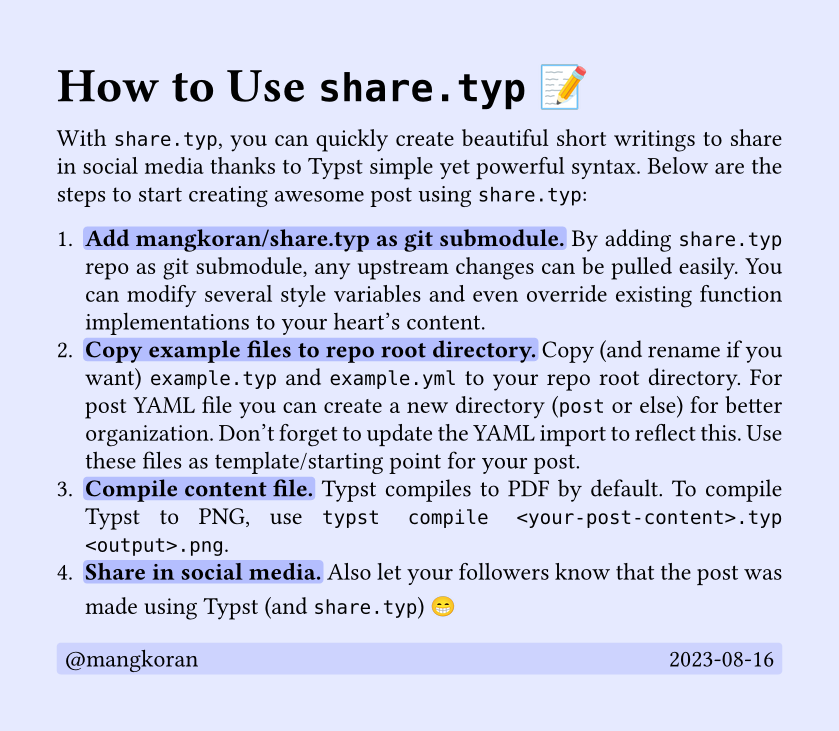 How to Use share.typ 📝
With share.typ, you can quickly create beautiful short writings to share
in social media thanks to Typst simple yet powerful syntax. Below are the
steps to start creating awesome post using share.typ:
1. Add mangkoran/share.typ as git submodule. By adding share.typ
repo as git submodule, any upstream changes can be pulled easily. You
can modify several style variables and even override existing function
implementations to your heart’s content.
2. Copy example files to repo root directory. Copy (and rename if you
want) example.typ and example.yml to your repo root directory. For
post YAML file you can create a new directory (post or else) for better
organization. Don’t forget to update the YAML import to reflect this. Use
these files as template/starting point for your post.
3. Compile content file. Typst compiles to PDF by default. To compile
Typst to PNG, use typst compile <your-post-content>.typ
<output>.png.
4. Share in social media. Also let your followers know that the post was
made using Typst (and share.typ) 😁
@mangkoran 2023-08-16